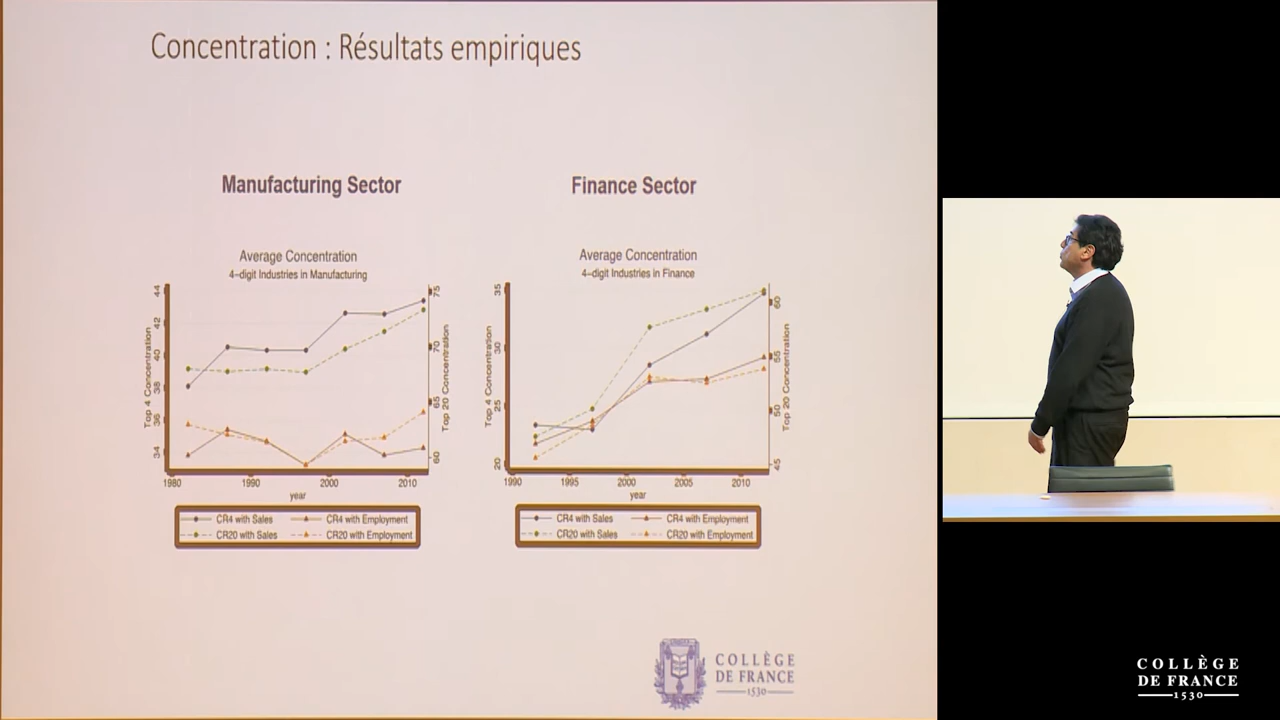 Concentration : Résultats empiriques
Manufacturing Sector
Average Concentration
4–digit Industries in Manufacturing
Top 4 Concentration
44
42
40
38
36
34
Top 20 Concentration
75
70
65
60
1980
1990
2000
2010
year
CR4 with Sales
CR4 with Employment
CR20 with Sales
CR20 with Employment
Finance Sector
Average Concentration
4–digit Industries in Finance
Top 4 Concentration
35
30
25
20
Top 20 Concentration
60
55
50
45
1990
1995
2000
2005
2010
year
CR4 with Sales
CR4 with Employment
CR20 with Sales
CR20 with Employment
COLLÈGE
DE FRANCE
1530
COLLÈGE
DE FRANCE
1530